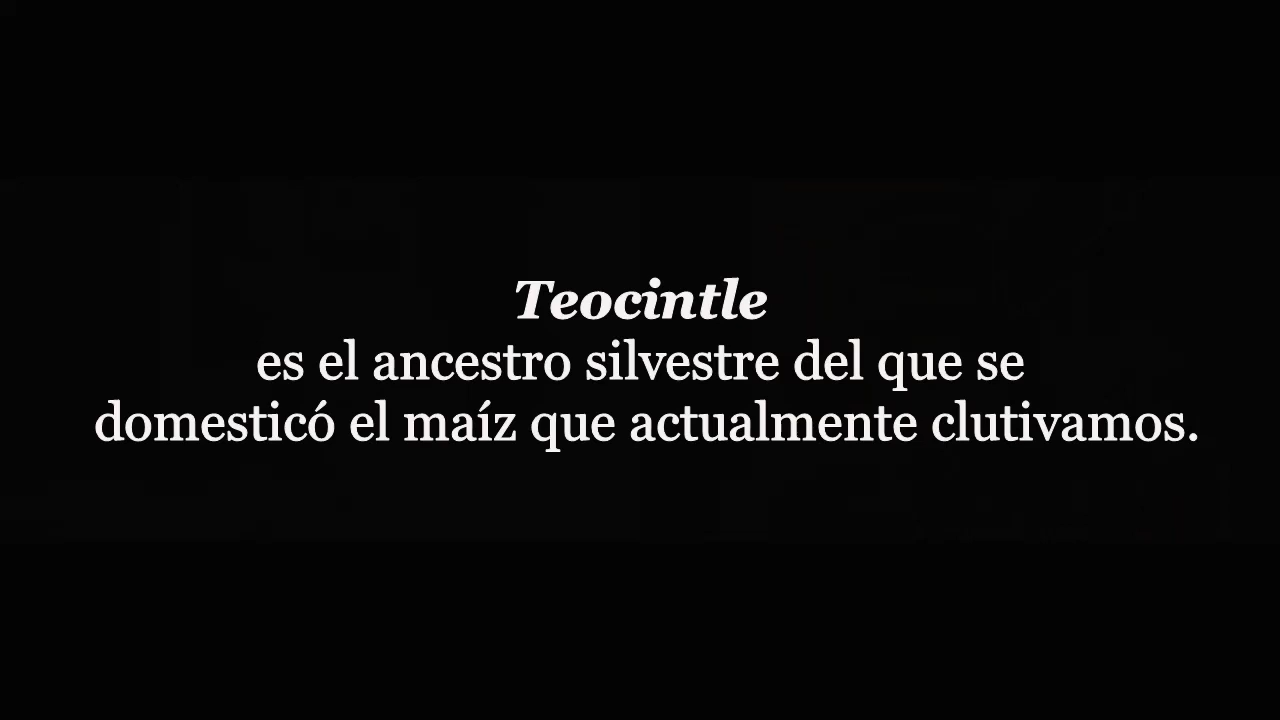 Teocintle
es el ancestro silvestre del que se
domesticó el maíz que actualmente clutivamos.